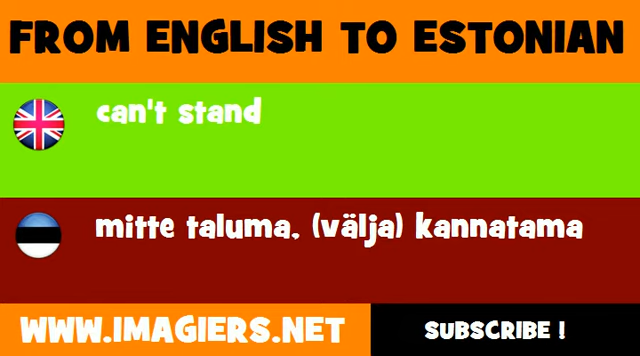 FROM ENGLISH TO ESTONIAN
can't stand
mitte taluma, (välja) kannatama
WWW.IMAGIERS.NET
SUBSCRIBE !